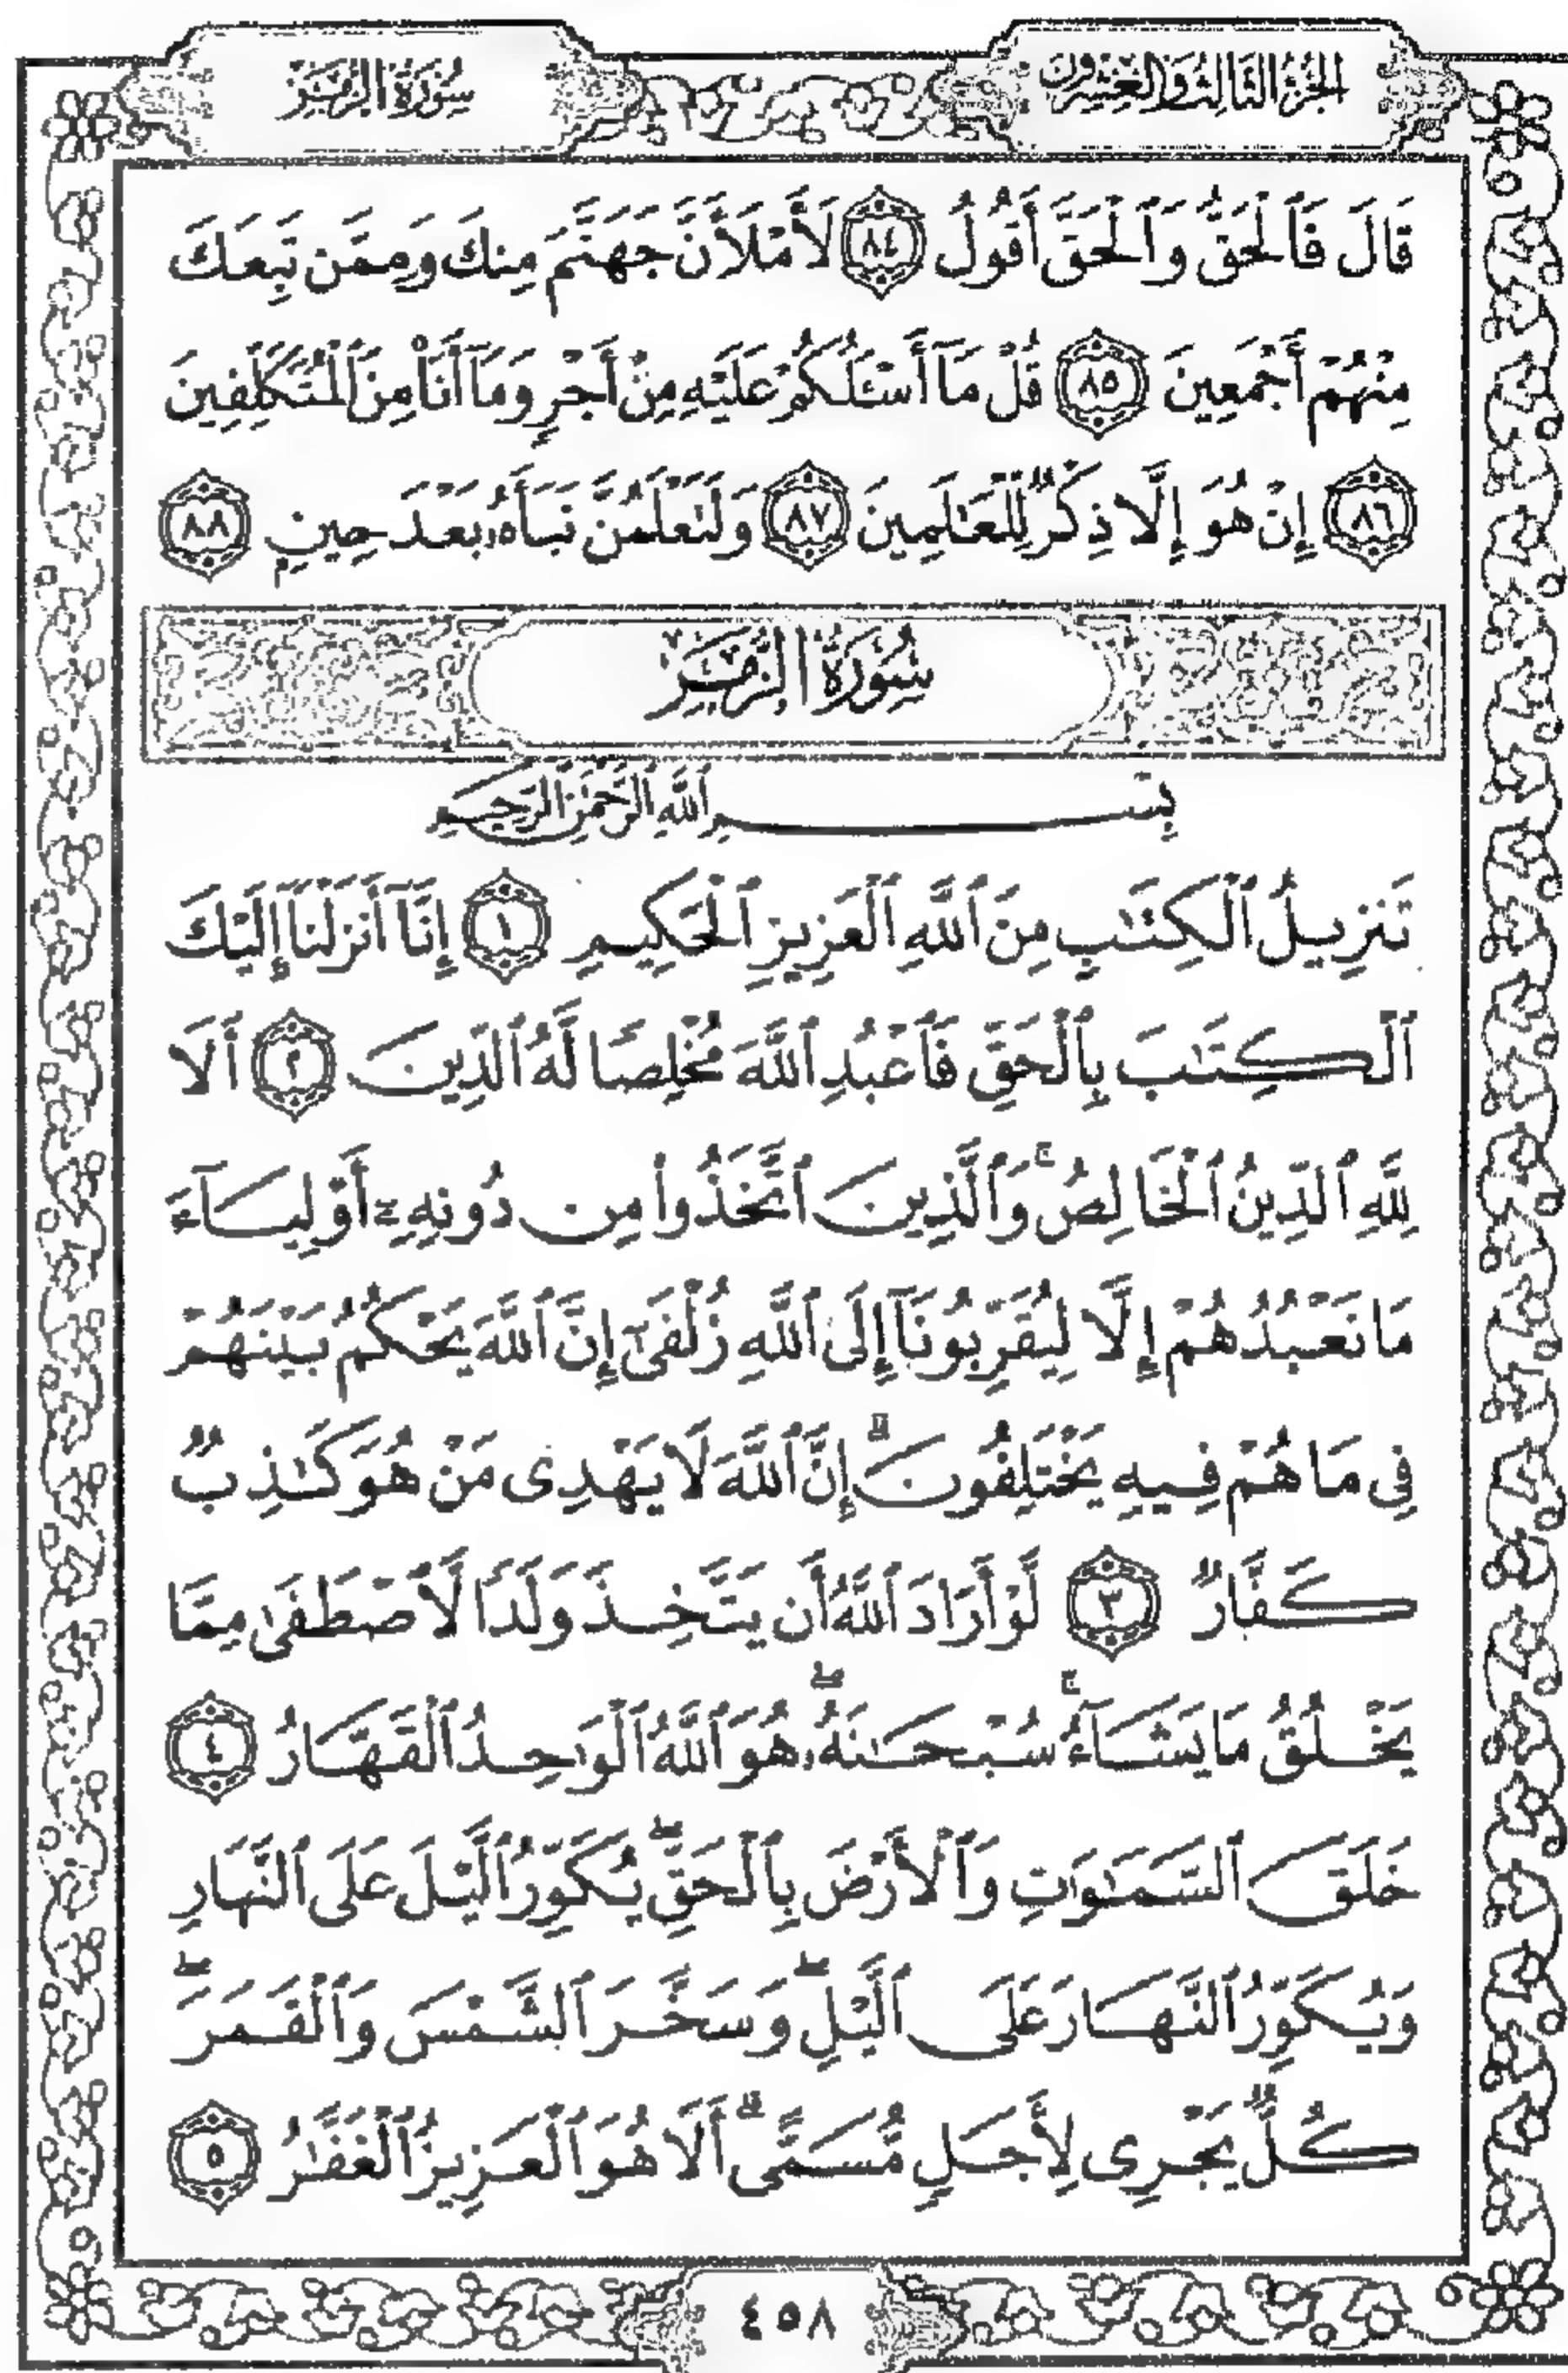 الجزء الثالث والعشرون
سورة الزمر
قَالَ فَٱلْحَقُّ وَٱلْحَقَّ أَقُولُ ٨٤ لَأَمْلَأَنَّ جَهَنَّمَ مِنكَ وَمِمَّن تَبِعَكَ
مِنْهُمْ أَجْمَعِينَ ٨٥ قُلْ مَآ أَسْـَٔلُكُمْ عَلَيْهِ مِنْ أَجْرٍ وَمَآ أَنَا۠ مِنَ ٱلْمُتَكَلِّفِينَ
٨٦ إِنْ هُوَ إِلَّا ذِكْرٌ لِّلْعَـٰلَمِينَ ٨٧ وَلَتَعْلَمُنَّ نَبَأَهُۥ بَعْدَ حِينٍۭ ٨٨
سُورَةُ الزُّمَرِ
بِسْمِ ٱللَّهِ ٱلرَّحْمَـٰنِ ٱلرَّحِيمِ
تَنزِيلُ ٱلْكِتَـٰبِ مِنَ ٱللَّهِ ٱلْعَزِيزِ ٱلْحَكِيمِ ١ إِنَّآ أَنزَلْنَآ إِلَيْكَ
ٱلْكِتَـٰبَ بِٱلْحَقِّ فَٱعْبُدِ ٱللَّهَ مُخْلِصًا لَّهُ ٱلدِّينَ ٢ أَلَا
لِلَّهِ ٱلدِّينُ ٱلْخَالِصُ ۚ وَٱلَّذِينَ ٱتَّخَذُوا۟ مِن دُونِهِۦٓ أَوْلِيَآءَ
مَا نَعْبُدُهُمْ إِلَّا لِيُقَرِّبُونَآ إِلَى ٱللَّهِ زُلْفَىٰٓ إِنَّ ٱللَّهَ يَحْكُمُ بَيْنَهُمْ
فِى مَا هُمْ فِيهِ يَخْتَلِفُونَ ۗ إِنَّ ٱللَّهَ لَا يَهْدِى مَنْ هُوَ كَـٰذِبٌ
كَفَّارٌ ٣ لَّوْ أَرَادَ ٱللَّهُ أَن يَتَّخِذَ وَلَدًا لَّٱصْطَفَىٰ مِمَّا
يَخْلُقُ مَا يَشَآءُ ۚ سُبْحَـٰنَهُۥ ۖ هُوَ ٱللَّهُ ٱلْوَٰحِدُ ٱلْقَهَّارُ ٤
خَلَقَ ٱلسَّمَـٰوَٰتِ وَٱلْأَرْضَ بِٱلْحَقِّ ۖ يُكَوِّرُ ٱلَّيْلَ عَلَى ٱلنَّهَارِ
وَيُكَوِّرُ ٱلنَّهَارَ عَلَى ٱلَّيْلِ ۖ وَسَخَّرَ ٱلشَّمْسَ وَٱلْقَمَرَ ۖ
كُلٌّ يَجْرِى لِأَجَلٍ مُّسَمًّى ۗ أَلَا هُوَ ٱلْعَزِيزُ ٱلْغَفَّـٰرُ ٥
٤٥٨